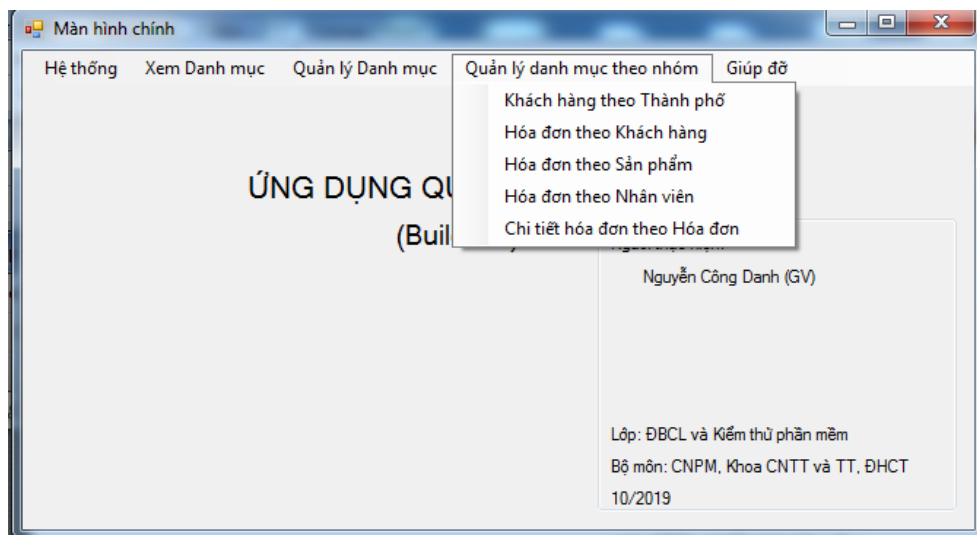 Màn hình chính
Hệ thống Xem Danh mục Quản lý Danh mục Quản lý danh mục theo nhóm Giúp đỡ
Khách hàng theo Thành phố
Hóa đơn theo Khách hàng
Hóa đơn theo Sản phẩm
Hóa đơn theo Nhân viên
Chi tiết hóa đơn theo Hóa đơn
ỨNG DỤNG
Nguyễn Công Danh (GV)
Lớp: ĐBCL và Kiểm thử phần mềm
Bộ môn: CNPM, Khoa CNTT và TT, ĐHCT
10/2019